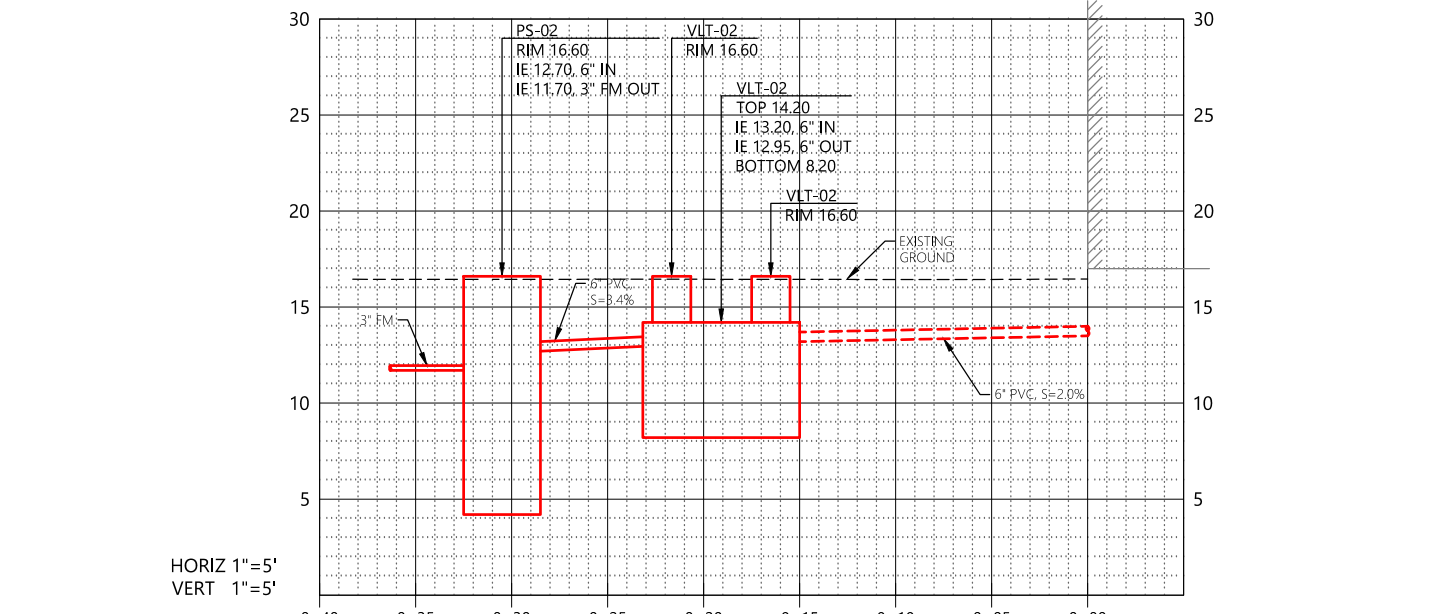 30
30
PS-02
RIM 16.60
IE 12.70, 6" IN
IE 11.70, 3" FM OUT
VLT-02
RIM 16.60
VLT-02
TOP 14.20
IE 13.20, 6" IN
IE 12.95, 6" OUT
BOTTOM 8.20
25
25
VLT-02
RIM 16.60
20
20
EXISTING
GROUND
6" PVC,
S=3.4%
15
15
3" FM
6" PVC, S=2.0%
10
10
5
5
HORIZ 1"=5'
VERT 1"=5'